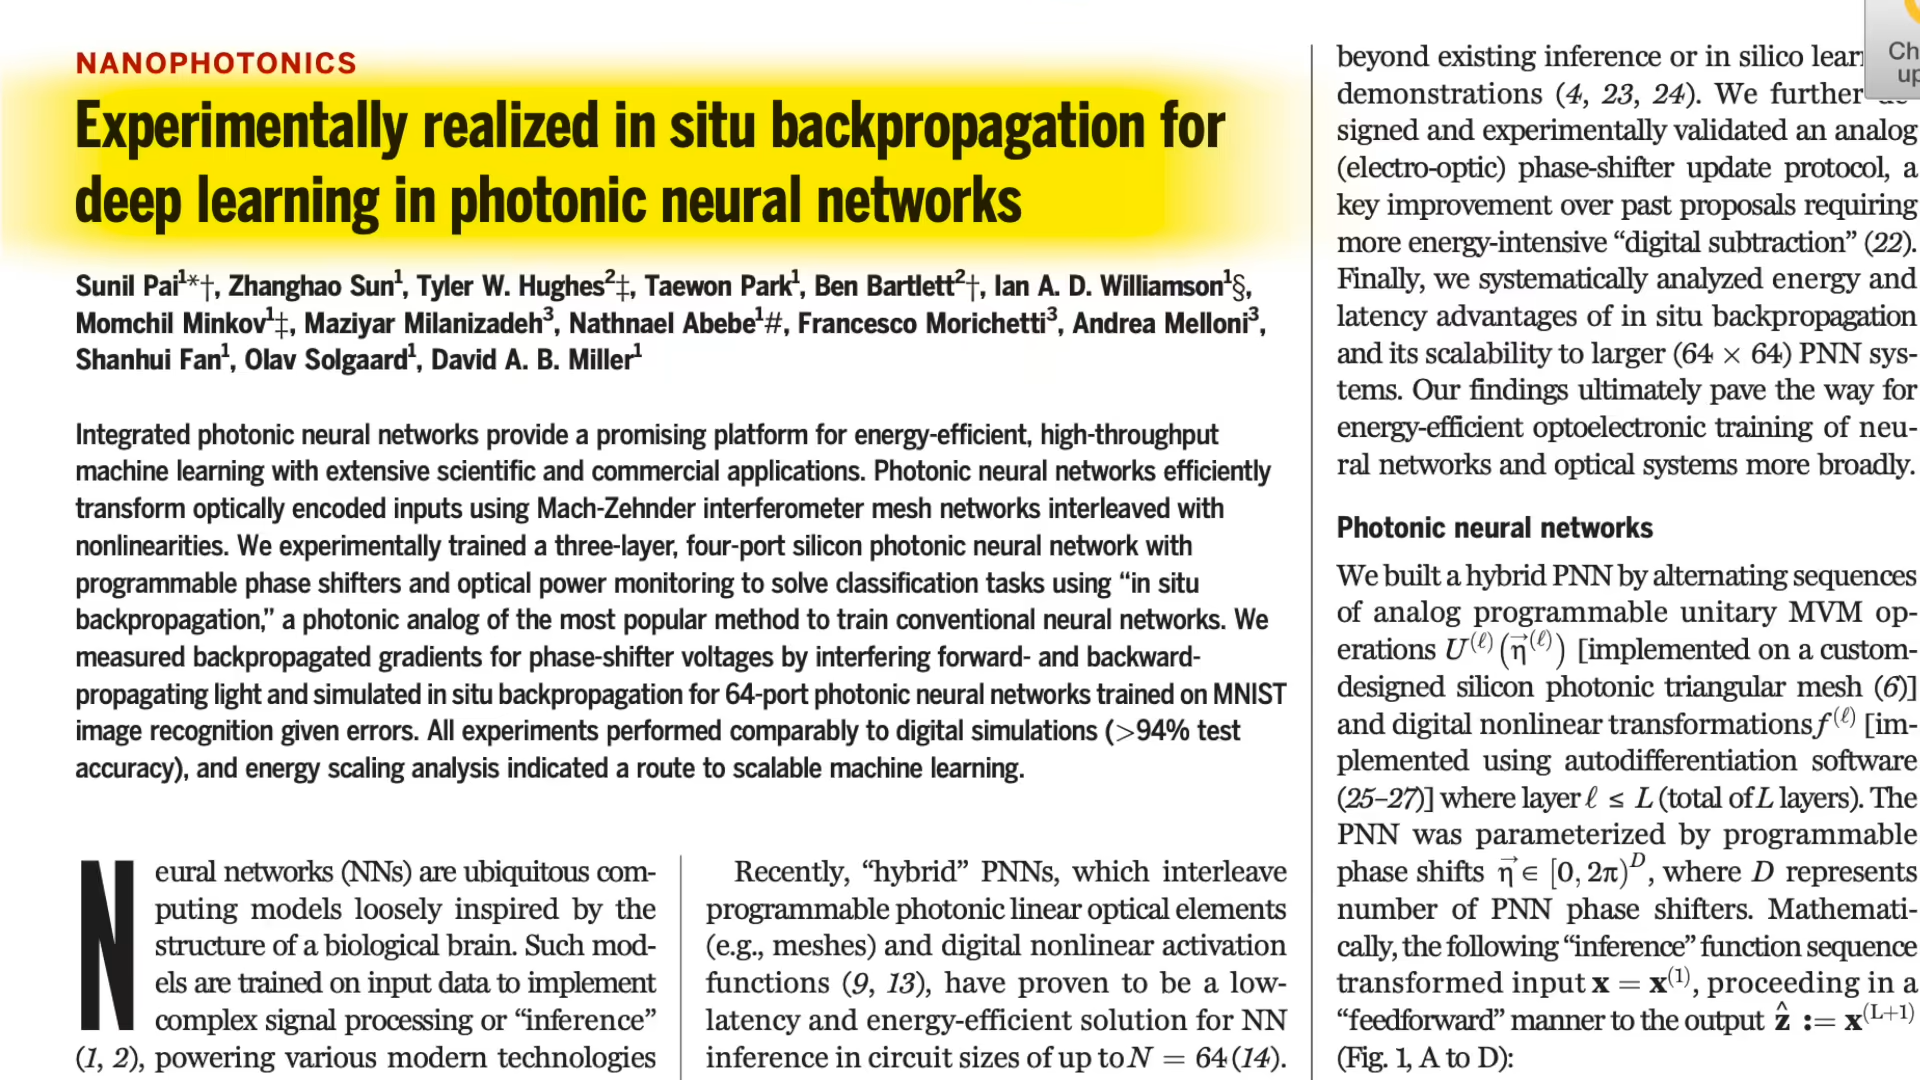 NANOPHOTONICS
Experimentally realized in situ backpropagation for
deep learning in photonic neural networks
Sunil Pai¹*†, Zhanghao Sun¹, Tyler W. Hughes²‡, Taewon Park¹, Ben Bartlett²†, Ian A. D. Williamson¹§,
Momchil Minkov¹‡, Maziyar Milanizadeh³, Nathnael Abebe¹#, Francesco Morichetti³, Andrea Melloni³,
Shanhui Fan¹, Olav Solgaard¹, David A. B. Miller¹
Integrated photonic neural networks provide a promising platform for energy-efficient, high-throughput
machine learning with extensive scientific and commercial applications. Photonic neural networks efficiently
transform optically encoded inputs using Mach-Zehnder interferometer mesh networks interleaved with
nonlinearities. We experimentally trained a three-layer, four-port silicon photonic neural network with
programmable phase shifters and optical power monitoring to solve classification tasks using “in situ
backpropagation,” a photonic analog of the most popular method to train conventional neural networks. We
measured backpropagated gradients for phase-shifter voltages by interfering forward- and backward-
propagating light and simulated in situ backpropagation for 64-port photonic neural networks trained on MNIST
image recognition given errors. All experiments performed comparably to digital simulations (>94% test
accuracy), and energy scaling analysis indicated a route to scalable machine learning.
Neural networks (NNs) are ubiquitous com-
puting models loosely inspired by the
structure of a biological brain. Such mod-
els are trained on input data to implement
complex signal processing or “inference”
(1, 2), powering various modern technologies
Recently, “hybrid” PNNs, which interleave
programmable photonic linear optical elements
(e.g., meshes) and digital nonlinear activation
functions (9, 13), have proven to be a low-
latency and energy-efficient solution for NN
inference in circuit sizes of up to N = 64 (14).
beyond existing inference or in silico lear
demonstrations (4, 23, 24). We further
signed and experimentally validated an analog
(electro-optic) phase-shifter update protocol, a
key improvement over past proposals requiring
more energy-intensive “digital subtraction” (22).
Finally, we systematically analyzed energy and
latency advantages of in situ backpropagation
and its scalability to larger (64 × 64) PNN sys-
tems. Our findings ultimately pave the way for
energy-efficient optoelectronic training of neu-
ral networks and optical systems more broadly.
Photonic neural networks
We built a hybrid PNN by alternating sequences
of analog programmable unitary MVM op-
erations U⁽ℓ⁾(η⃗⁽ℓ⁾) [implemented on a custom-
designed silicon photonic triangular mesh (6)]
and digital nonlinear transformations f⁽ℓ⁾ [im-
plemented using autodifferentiation software
(25–27)] where layer ℓ ≤ L (total of L layers). The
PNN was parameterized by programmable
phase shifts η⃗ ∈ [0, 2π)ᴰ, where D represents
number of PNN phase shifters. Mathemati-
cally, the following “inference” function sequence
transformed input x = x⁽¹⁾, proceeding in a
“feedforward” manner to the output ẑ := x⁽ᴸ⁺¹⁾
(Fig. 1, A to D):
Ch
up